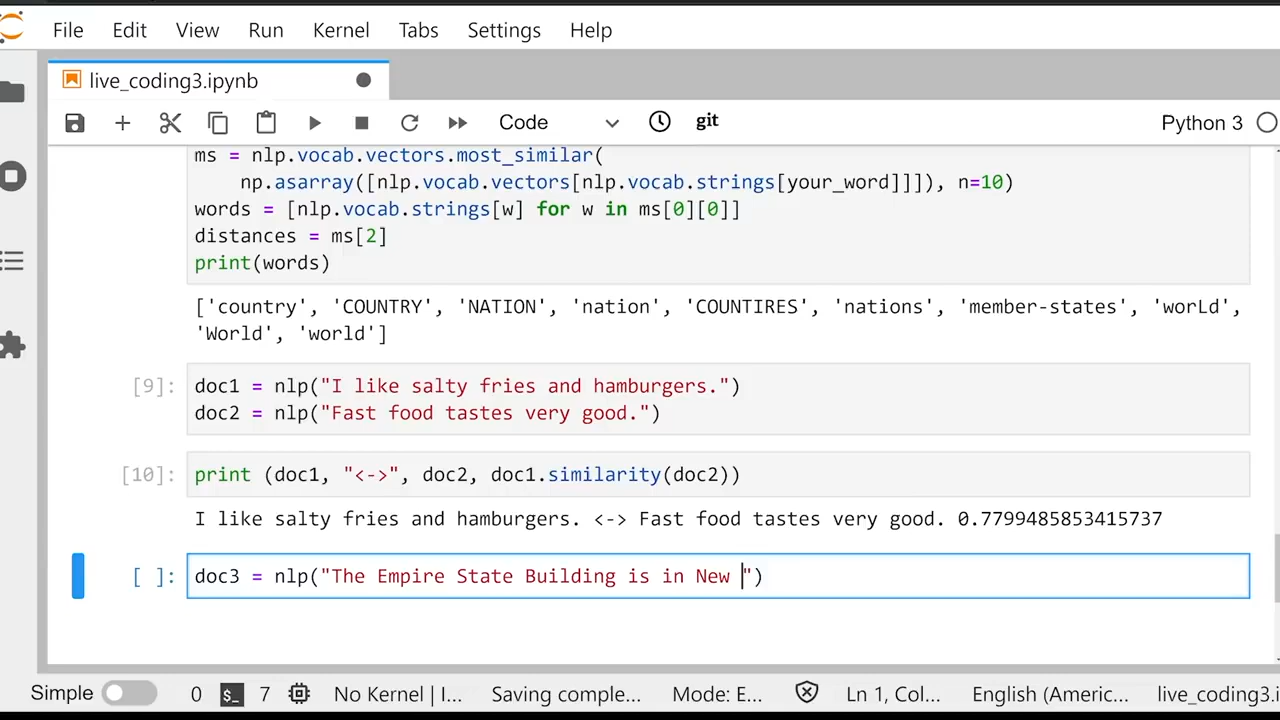 File Edit View Run Kernel Tabs Settings Help
live_coding3.ipynb
Code git Python 3
ms = nlp.vocab.vectors.most_similar(
np.asarray([nlp.vocab.vectors[nlp.vocab.strings[your_word]]]), n=10)
words = [nlp.vocab.strings[w] for w in ms[0][0]]
distances = ms[2]
print(words)
['country', 'COUNTRY', 'NATION', 'nation', 'COUNTIRES', 'nations', 'member-states', 'worLd',
'World', 'world']
[9]: doc1 = nlp("I like salty fries and hamburgers.")
doc2 = nlp("Fast food tastes very good.")
[10]: print (doc1, "<->", doc2, doc1.similarity(doc2))
I like salty fries and hamburgers. <-> Fast food tastes very good. 0.7799485853415737
[ ]: doc3 = nlp("The Empire State Building is in New ")
Simple 0 $_ 7 No Kernel | I... Saving comple... Mode: E... Ln 1, Col... English (Americ... live_coding3.i